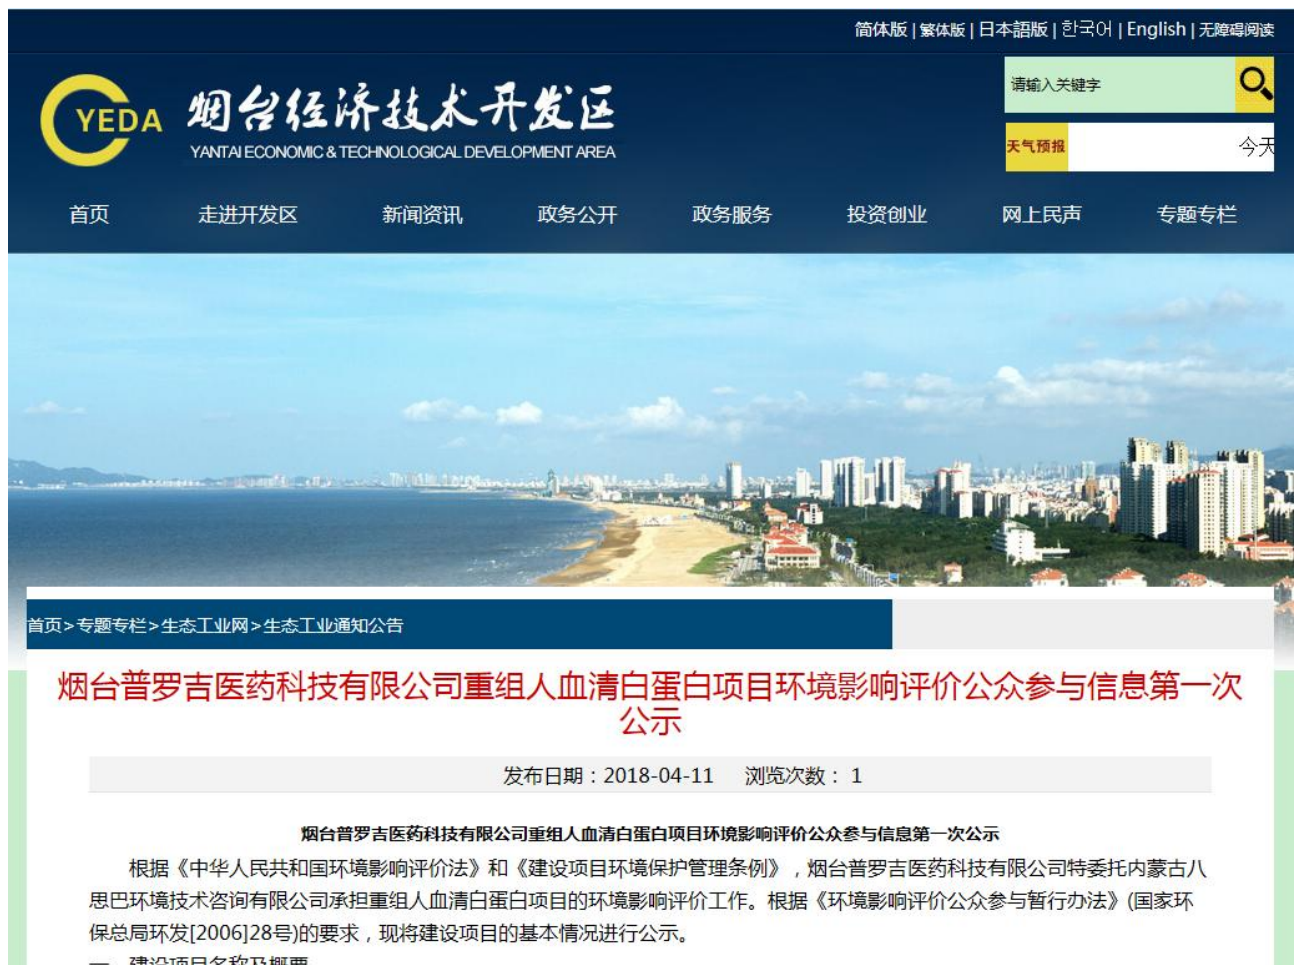 简体版 | 繁体版 | 日本語版 | 한국어 | English | 无障碍阅读
YEDA
烟台经济技术开发区
YANTAI ECONOMIC & TECHNOLOGICAL DEVELOPMENT AREA
请输入关键字
天气预报
今天
首页 走进开发区 新闻资讯 政务公开 政务服务 投资创业 网上民声 专题专栏
首页>专题专栏>生态工业网>生态工业通知公告
烟台普罗吉医药科技有限公司重组人血清白蛋白项目环境影响评价公众参与信息第一次
公示
发布日期：2018-04-11 浏览次数： 1
烟台普罗吉医药科技有限公司重组人血清白蛋白项目环境影响评价公众参与信息第一次公示
根据《中华人民共和国环境影响评价法》和《建设项目环境保护管理条例》，烟台普罗吉医药科技有限公司特委托内蒙古八
思巴环境技术咨询有限公司承担重组人血清白蛋白项目的环境影响评价工作。根据《环境影响评价公众参与暂行办法》(国家环
保总局环发[2006]28号)的要求，现将建设项目的基本情况进行公示。
一、建设项目名称及概要